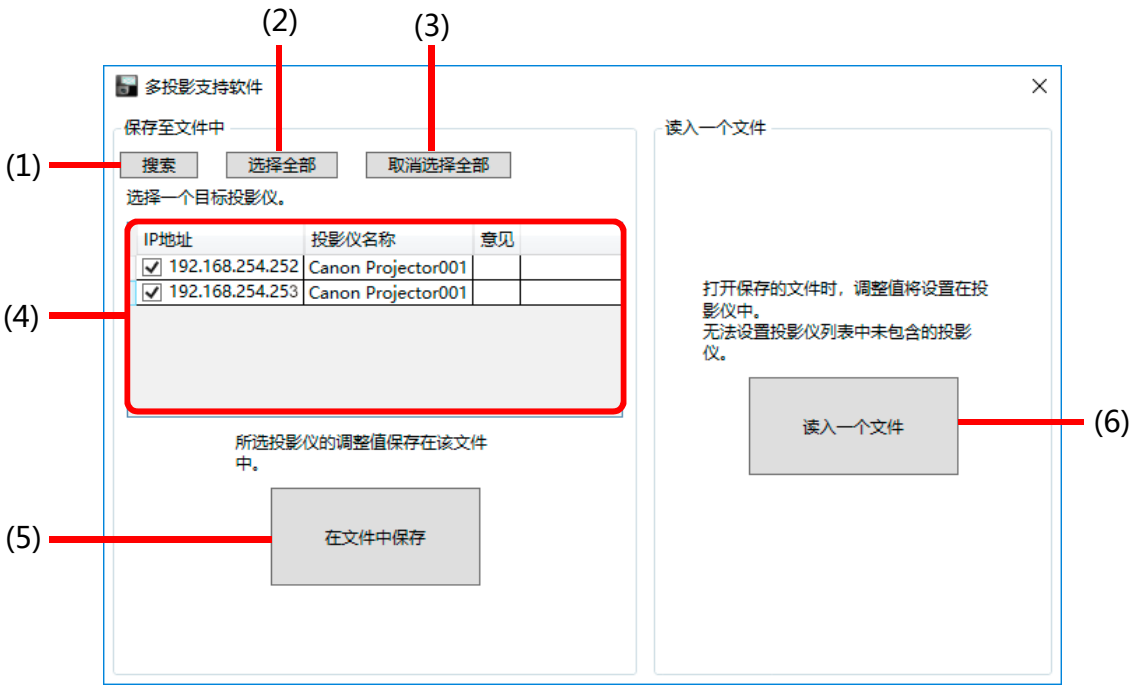 (2)
(3)
多投影支持软件
保存至文件中
读入一个文件
(1)
搜索
选择全部
取消选择全部
选择一个目标投影仪。
IP地址 投影仪名称 意见
192.168.254.252 Canon Projector001
192.168.254.253 Canon Projector001
(4)
打开保存的文件时，调整值将设置在投
影仪中。
无法设置投影仪列表中未包含的投影
仪。
读入一个文件
(6)
所选投影仪的调整值保存在该文件
中。
(5)
在文件中保存